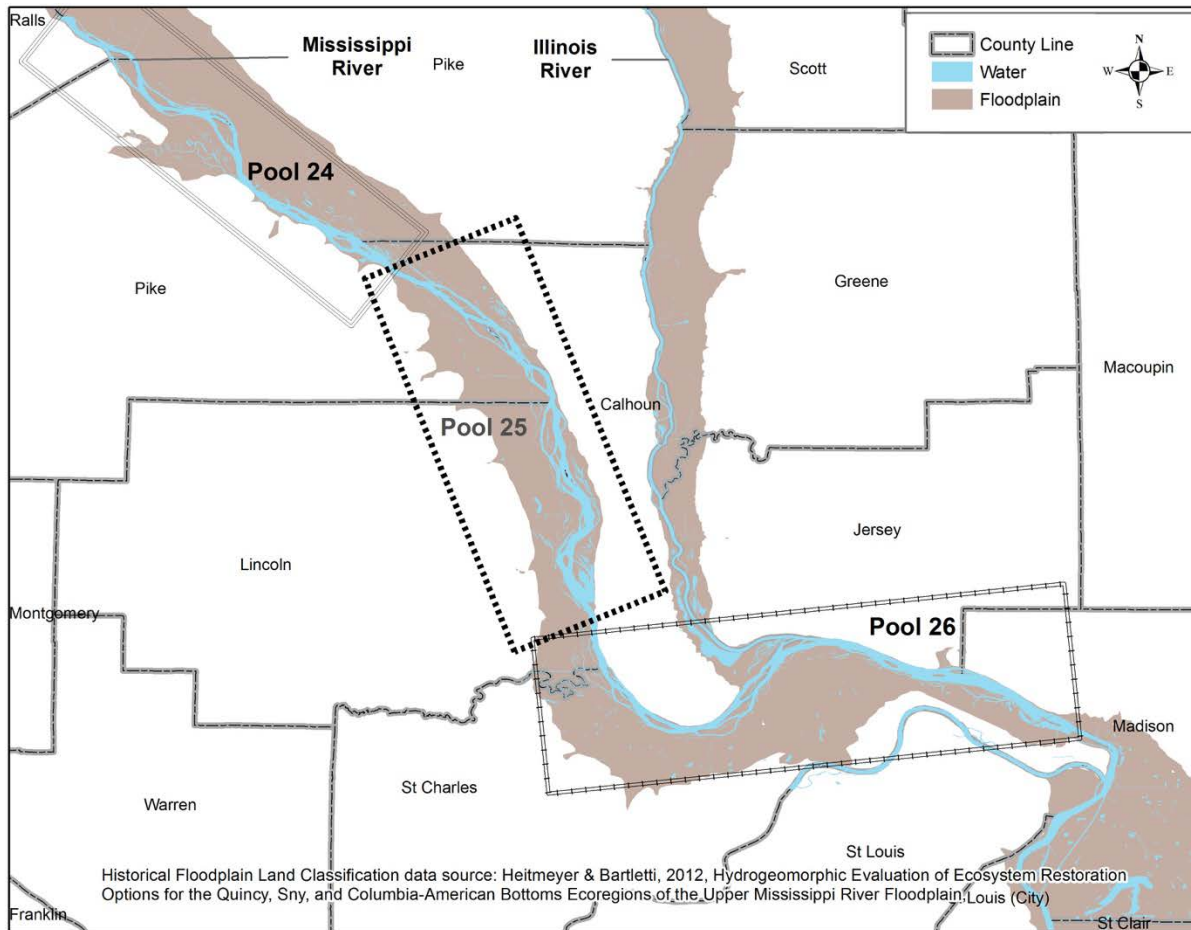 Ralls
Mississippi
River
Pike
Illinois
River
Scott
County Line
Water
Floodplain
N
W
E
S
Pool 24
Pike
Greene
Macoupin
Calhoun
Pool 25
Jersey
Lincoln
Montgomery
Pool 26
Madison
St Charles
Warren
St Louis
Historical Floodplain Land Classification data source: Heitmeyer & Bartletti, 2012, Hydrogeomorphic Evaluation of Ecosystem Restoration
Options for the Quincy, Sny, and Columbia-American Bottoms Ecoregions of the Upper Mississippi River Floodplain.
Louis (City)
Franklin
St Clair